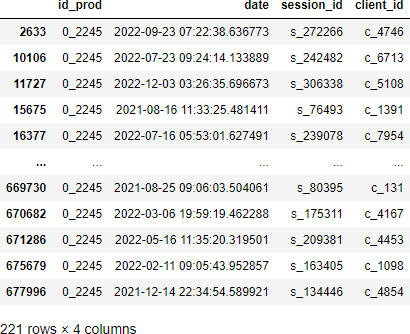 id_prod date session_id client_id
2633 0_2245 2022-09-23 07:22:38.636773 s_272266 c_4746
10106 0_2245 2022-07-23 09:24:14.133889 s_242482 c_6713
11727 0_2245 2022-12-03 03:26:35.696673 s_306338 c_5108
15675 0_2245 2021-08-16 11:33:25.481411 s_76493 c_1391
16377 0_2245 2022-07-16 05:53:01.627491 s_239078 c_7954
... ... ... ... ...
669730 0_2245 2021-08-25 09:06:03.504061 s_80395 c_131
670682 0_2245 2022-03-06 19:59:19.462288 s_175311 c_4167
671286 0_2245 2022-05-16 11:35:20.319501 s_209381 c_4453
675679 0_2245 2022-02-11 09:05:43.952857 s_163405 c_1098
677996 0_2245 2021-12-14 22:34:54.589921 s_134446 c_4854
221 rows × 4 columns